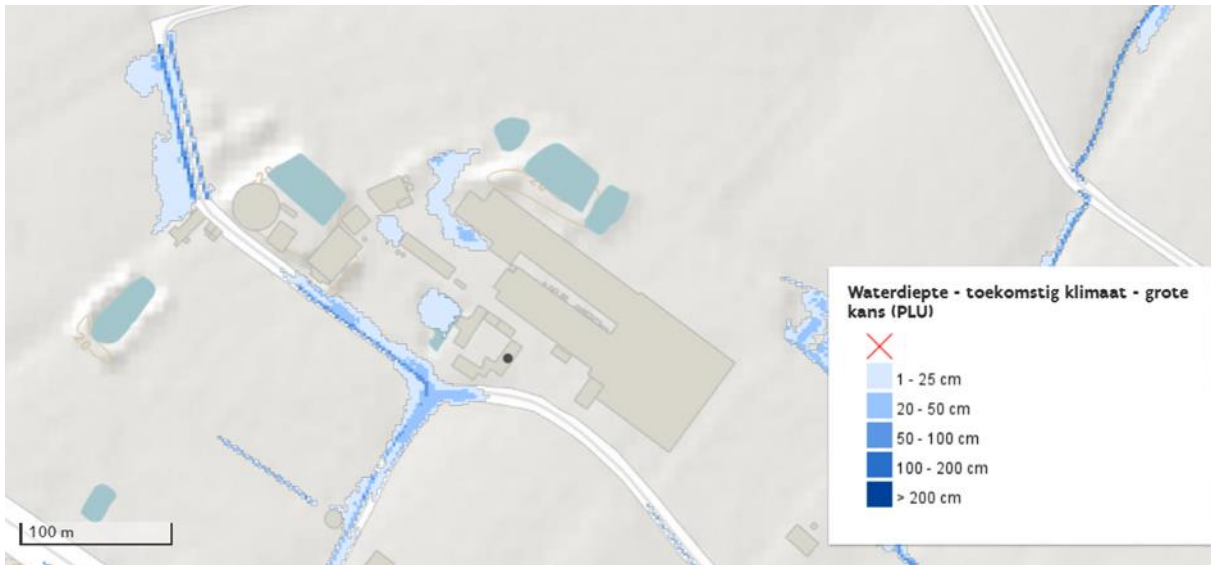 Waterdiepte - toekomstig klimaat - grote
kans (PLU)
1 - 25 cm
20 - 50 cm
50 - 100 cm
100 - 200 cm
> 200 cm
20
100 m